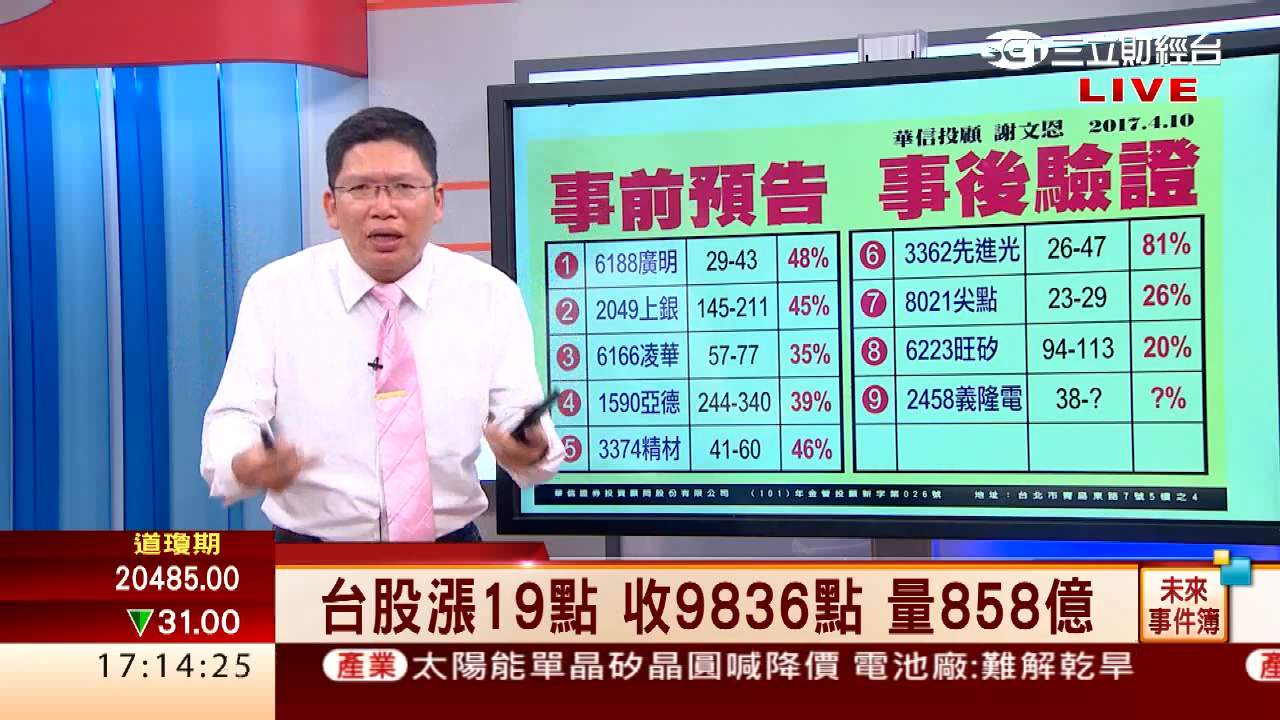 三立財經台
LIVE
華信投顧 謝文恩 2017.4.10
事前預告 事後驗證
1 6188廣明 29-43 48%
2 2049上銀 145-211 45%
3 6166凌華 57-77 35%
4 1590亞德 244-340 39%
5 3374精材 41-60 46%
6 3362先進光 26-47 81%
7 8021尖點 23-29 26%
8 6223旺矽 94-113 20%
9 2458義隆電 38-? ?%
華信證券投資顧問股份有限公司 (101)年金管投顧新字第026號 地址:台北市青島東路7號5樓之4
道瓊期
20485.00
▼31.00
17:14:25
台股漲19點 收9836點 量858億
未來
事件簿
產業 太陽能單晶矽晶圓喊降價 電池廠:難解乾旱